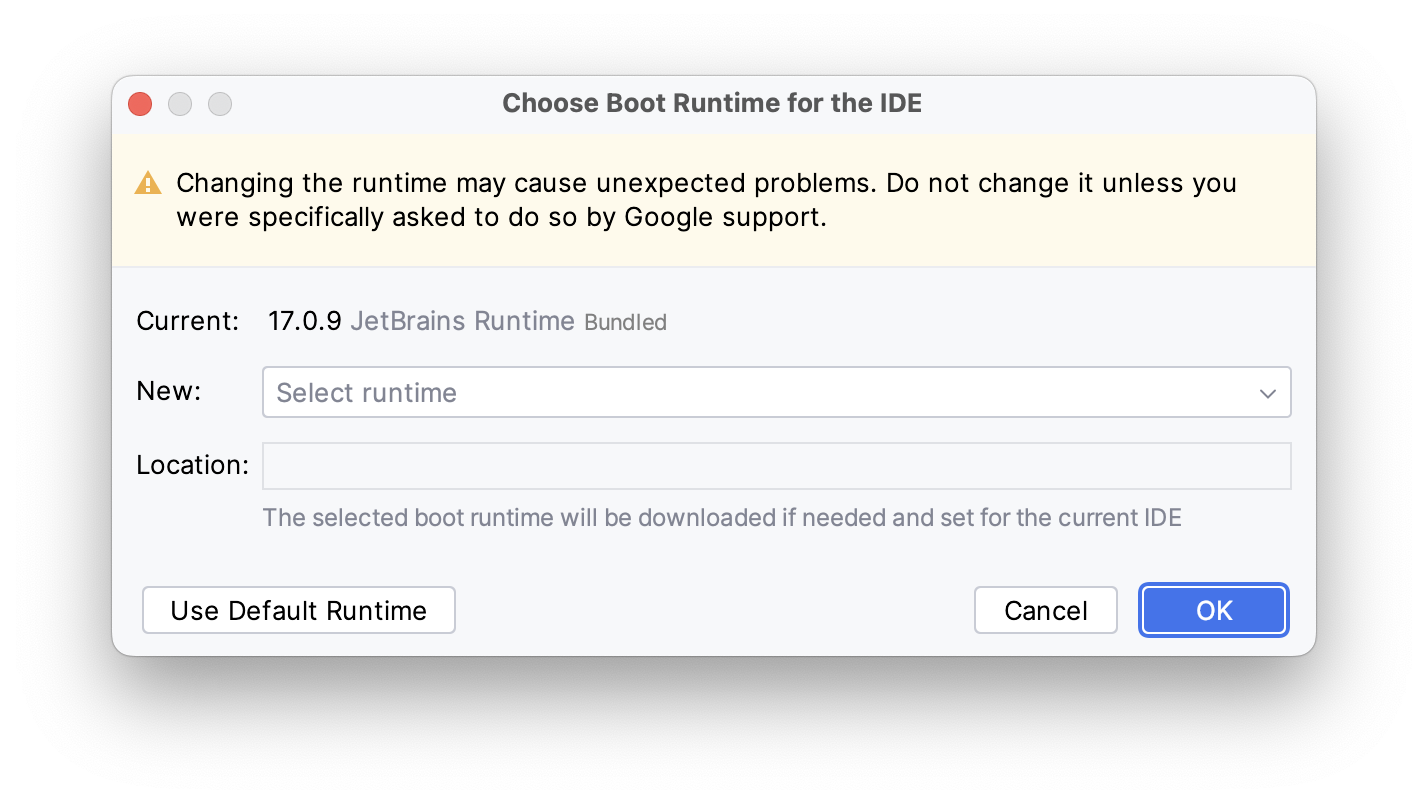 Choose Boot Runtime for the IDE
Changing the runtime may cause unexpected problems. Do not change it unless you
were specifically asked to do so by Google support.
Current: 17.0.9 JetBrains Runtime Bundled
New: Select runtime
Location:
The selected boot runtime will be downloaded if needed and set for the current IDE
Use Default Runtime Cancel OK